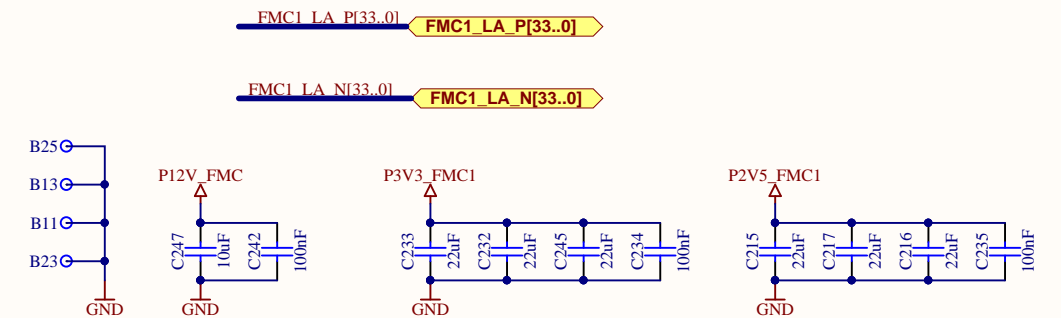 FMC1_LA_P[33..0]
FMC1_LA_P[33..0]
FMC1_LA_N[33..0]
FMC1_LA_N[33..0]
B25
B13
B11
B23
GND
P12V_FMC
C247
10uF
C242
100nF
GND
P3V3_FMC1
C233
22uF
C232
22uF
C245
22uF
C234
100nF
GND
P2V5_FMC1
C215
22uF
C217
22uF
C216
22uF
C235
100nF
GND